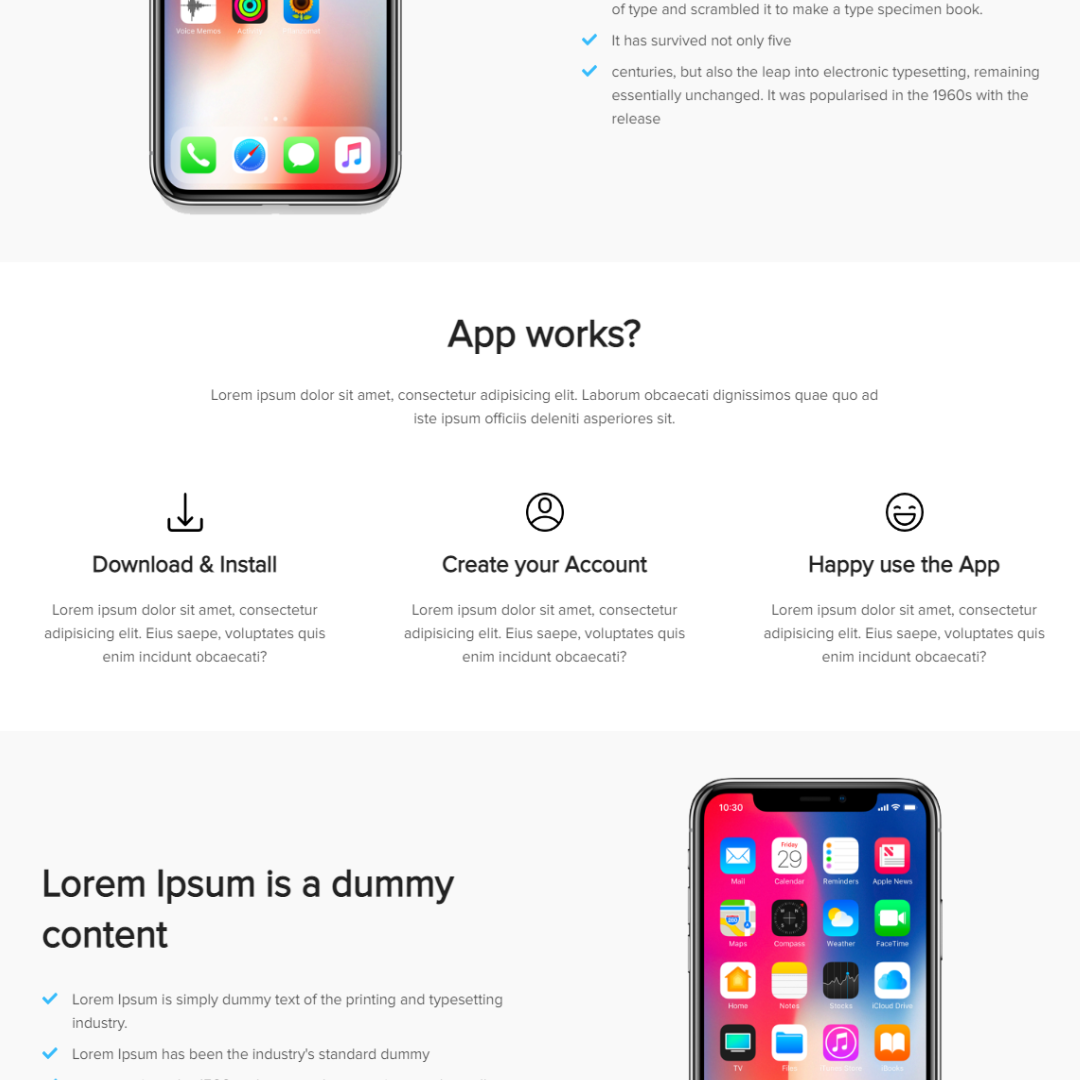 of type and scrambled it to make a type specimen book.
Voice Memos
It has survived not only five
centuries, but also the leap into electronic typesetting, remaining
essentially unchanged. It was popularised in the 1960s with the
release
App works?
Lorem ipsum dolor sit amet, consectetur adipisicing elit. Laborum obcaecati dignissimos quae quo ad
iste ipsum officiis deleniti asperiores sit.
Download & Install
Create your Account
Happy use the App
Lorem ipsum dolor sit amet, consectetur
adipisicing elit. Eius saepe, voluptates quis
enim incidunt obcaecati?
Lorem ipsum dolor sit amet, consectetur
adipisicing elit. Eius saepe, voluptates quis
enim incidunt obcaecati?
Lorem ipsum dolor sit amet, consectetur
adipisicing elit. Eius saepe, voluptates quis
enim incidunt obcaecati?
Lorem Ipsum is a dummy
content
Lorem Ipsum is simply dummy text of the printing and typesetting
industry.
Lorem Ipsum has been the industry's standard dummy
10:30
Friday
29
Mail Calender Reminders Apple News
Maps Compass Weather FaceTime
Home Notes Stocks iCloud Drive
TV Files iTunes Store iBooks